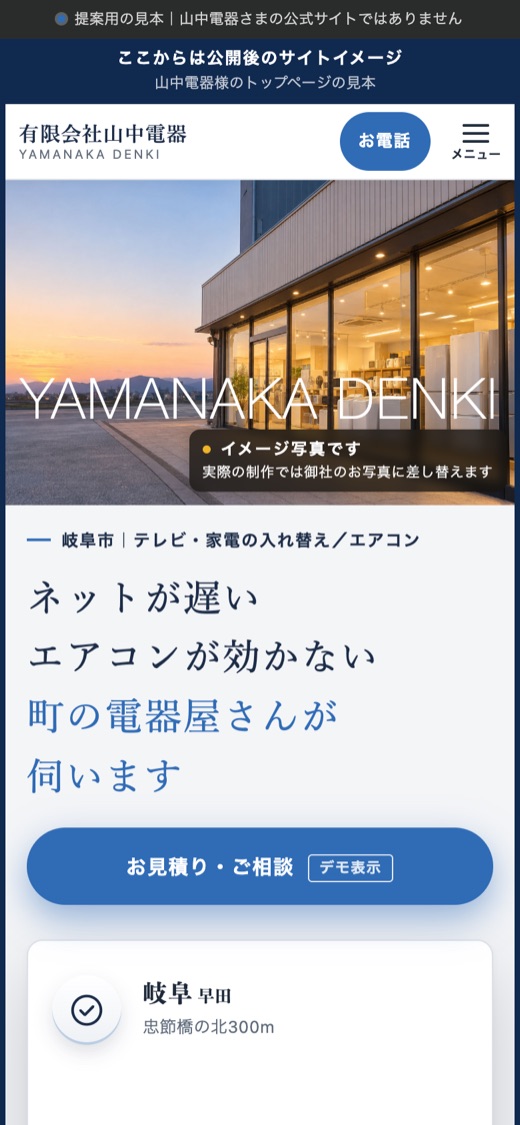 提案用の見本｜山中電器さまの公式サイトではありません
ここからは公開後のサイトイメージ
山中電器様のトップページの見本
有限会社山中電器
YAMANAKA DENKI
お電話
メニュー
YAMANAKA DENKI
イメージ写真です
実際の制作では御社のお写真に差し替えます
岐阜市｜テレビ・家電の入れ替え／エアコン
ネットが遅い
エアコンが効かない
町の電器屋さんが
伺います
お見積り・ご相談 デモ表示
岐阜 早田
忠節橋の北300m